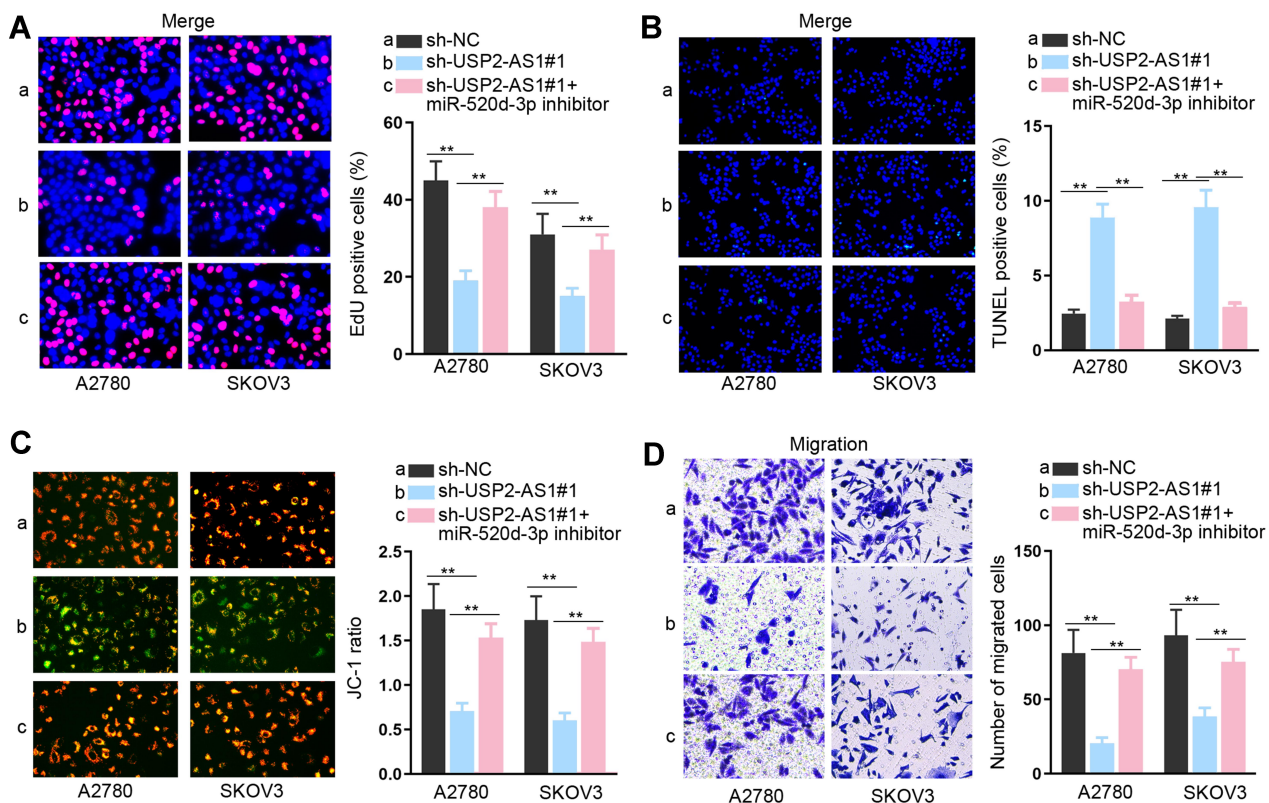 A
Merge
a
b
c
A2780
SKOV3
a sh-NC
b sh-USP2-AS1#1
c sh-USP2-AS1#1+
miR-520d-3p inhibitor
EdU positive cells (%)
60
40
20
0
**
**
**
**
A2780
SKOV3
B
Merge
a
b
c
A2780
SKOV3
a sh-NC
b sh-USP2-AS1#1
c sh-USP2-AS1#1+
miR-520d-3p inhibitor
TUNEL positive cells (%)
15
10
5
0
**
**
**
**
A2780
SKOV3
C
a
b
c
A2780
SKOV3
a sh-NC
b sh-USP2-AS1#1
c sh-USP2-AS1#1+
miR-520d-3p inhibitor
JC-1 ratio
2.5
2.0
1.5
1.0
0.5
0.0
**
**
**
**
A2780
SKOV3
D
Migration
a
b
c
A2780
SKOV3
a sh-NC
b sh-USP2-AS1#1
c sh-USP2-AS1#1+
miR-520d-3p inhibitor
Number of migrated cells
150
100
50
0
**
**
**
**
A2780
SKOV3